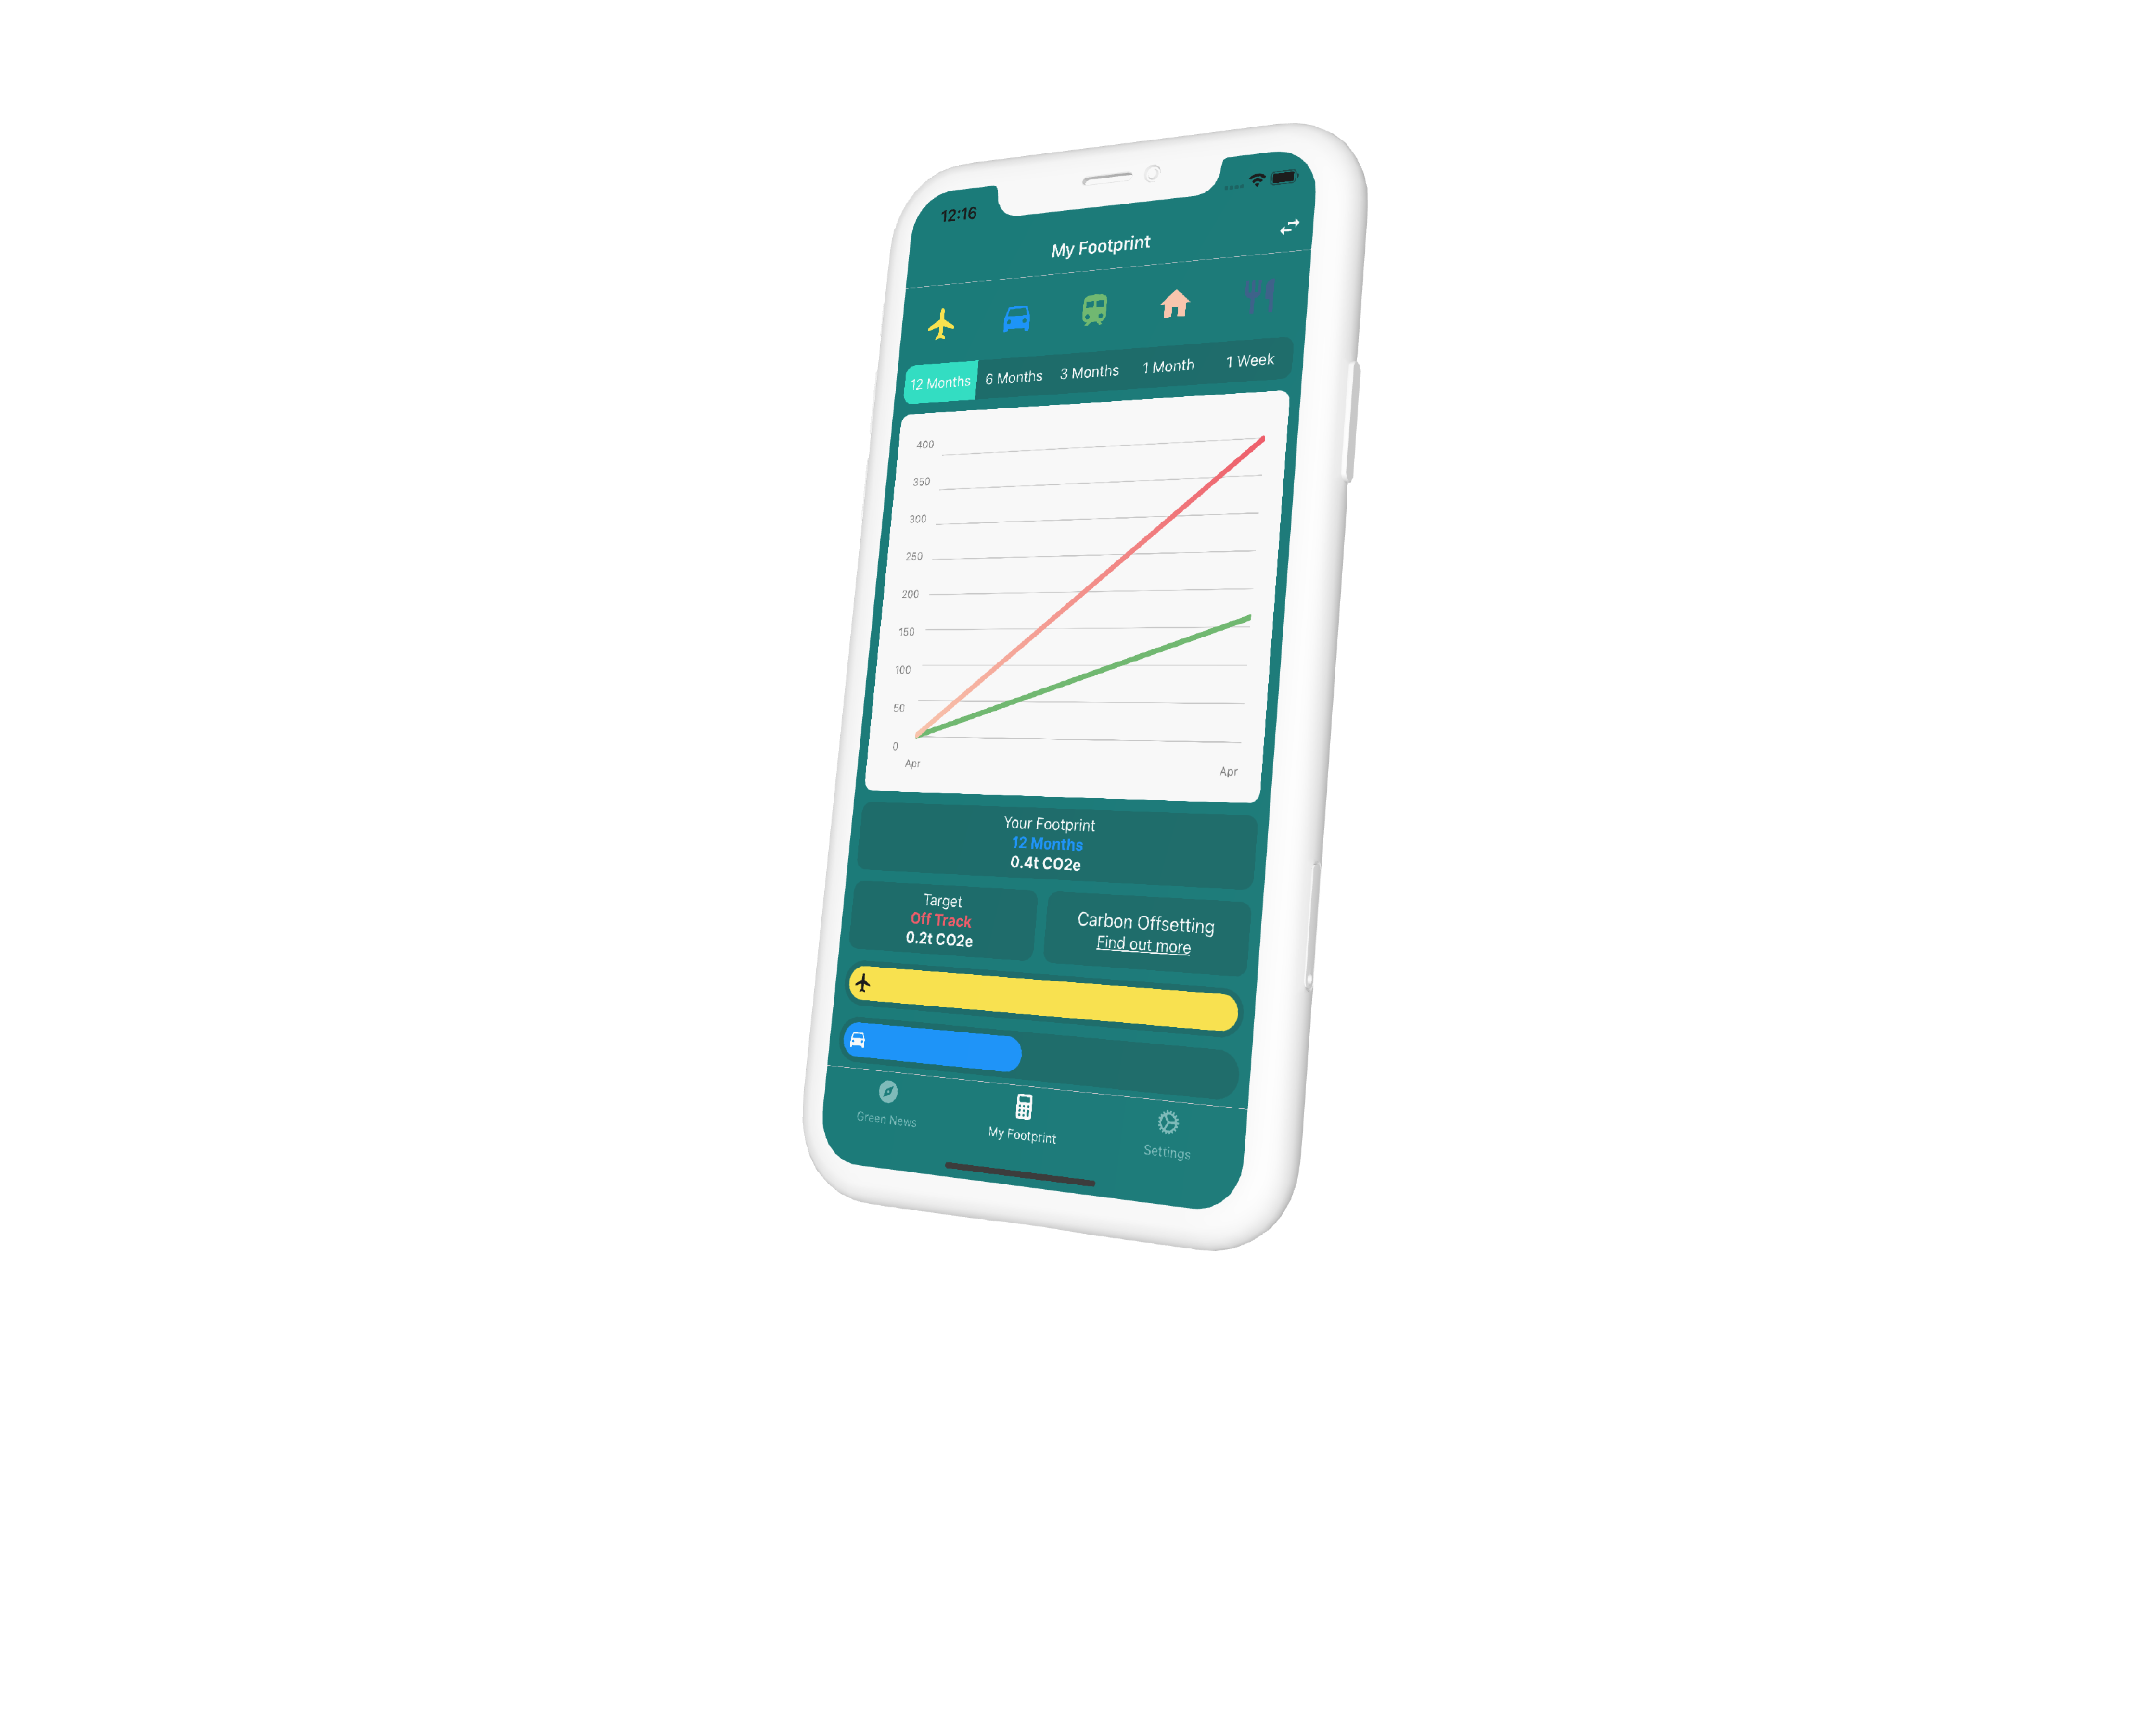 12:16
My Footprint
12 Months 6 Months 3 Months 1 Month 1 Week
400
350
300
250
200
150
100
50
0
Apr Apr
Your Footprint
12 Months
0.4t CO2e
Target
Off Track
0.2t CO2e
Carbon Offsetting
Find out more
Green News My Footprint Settings